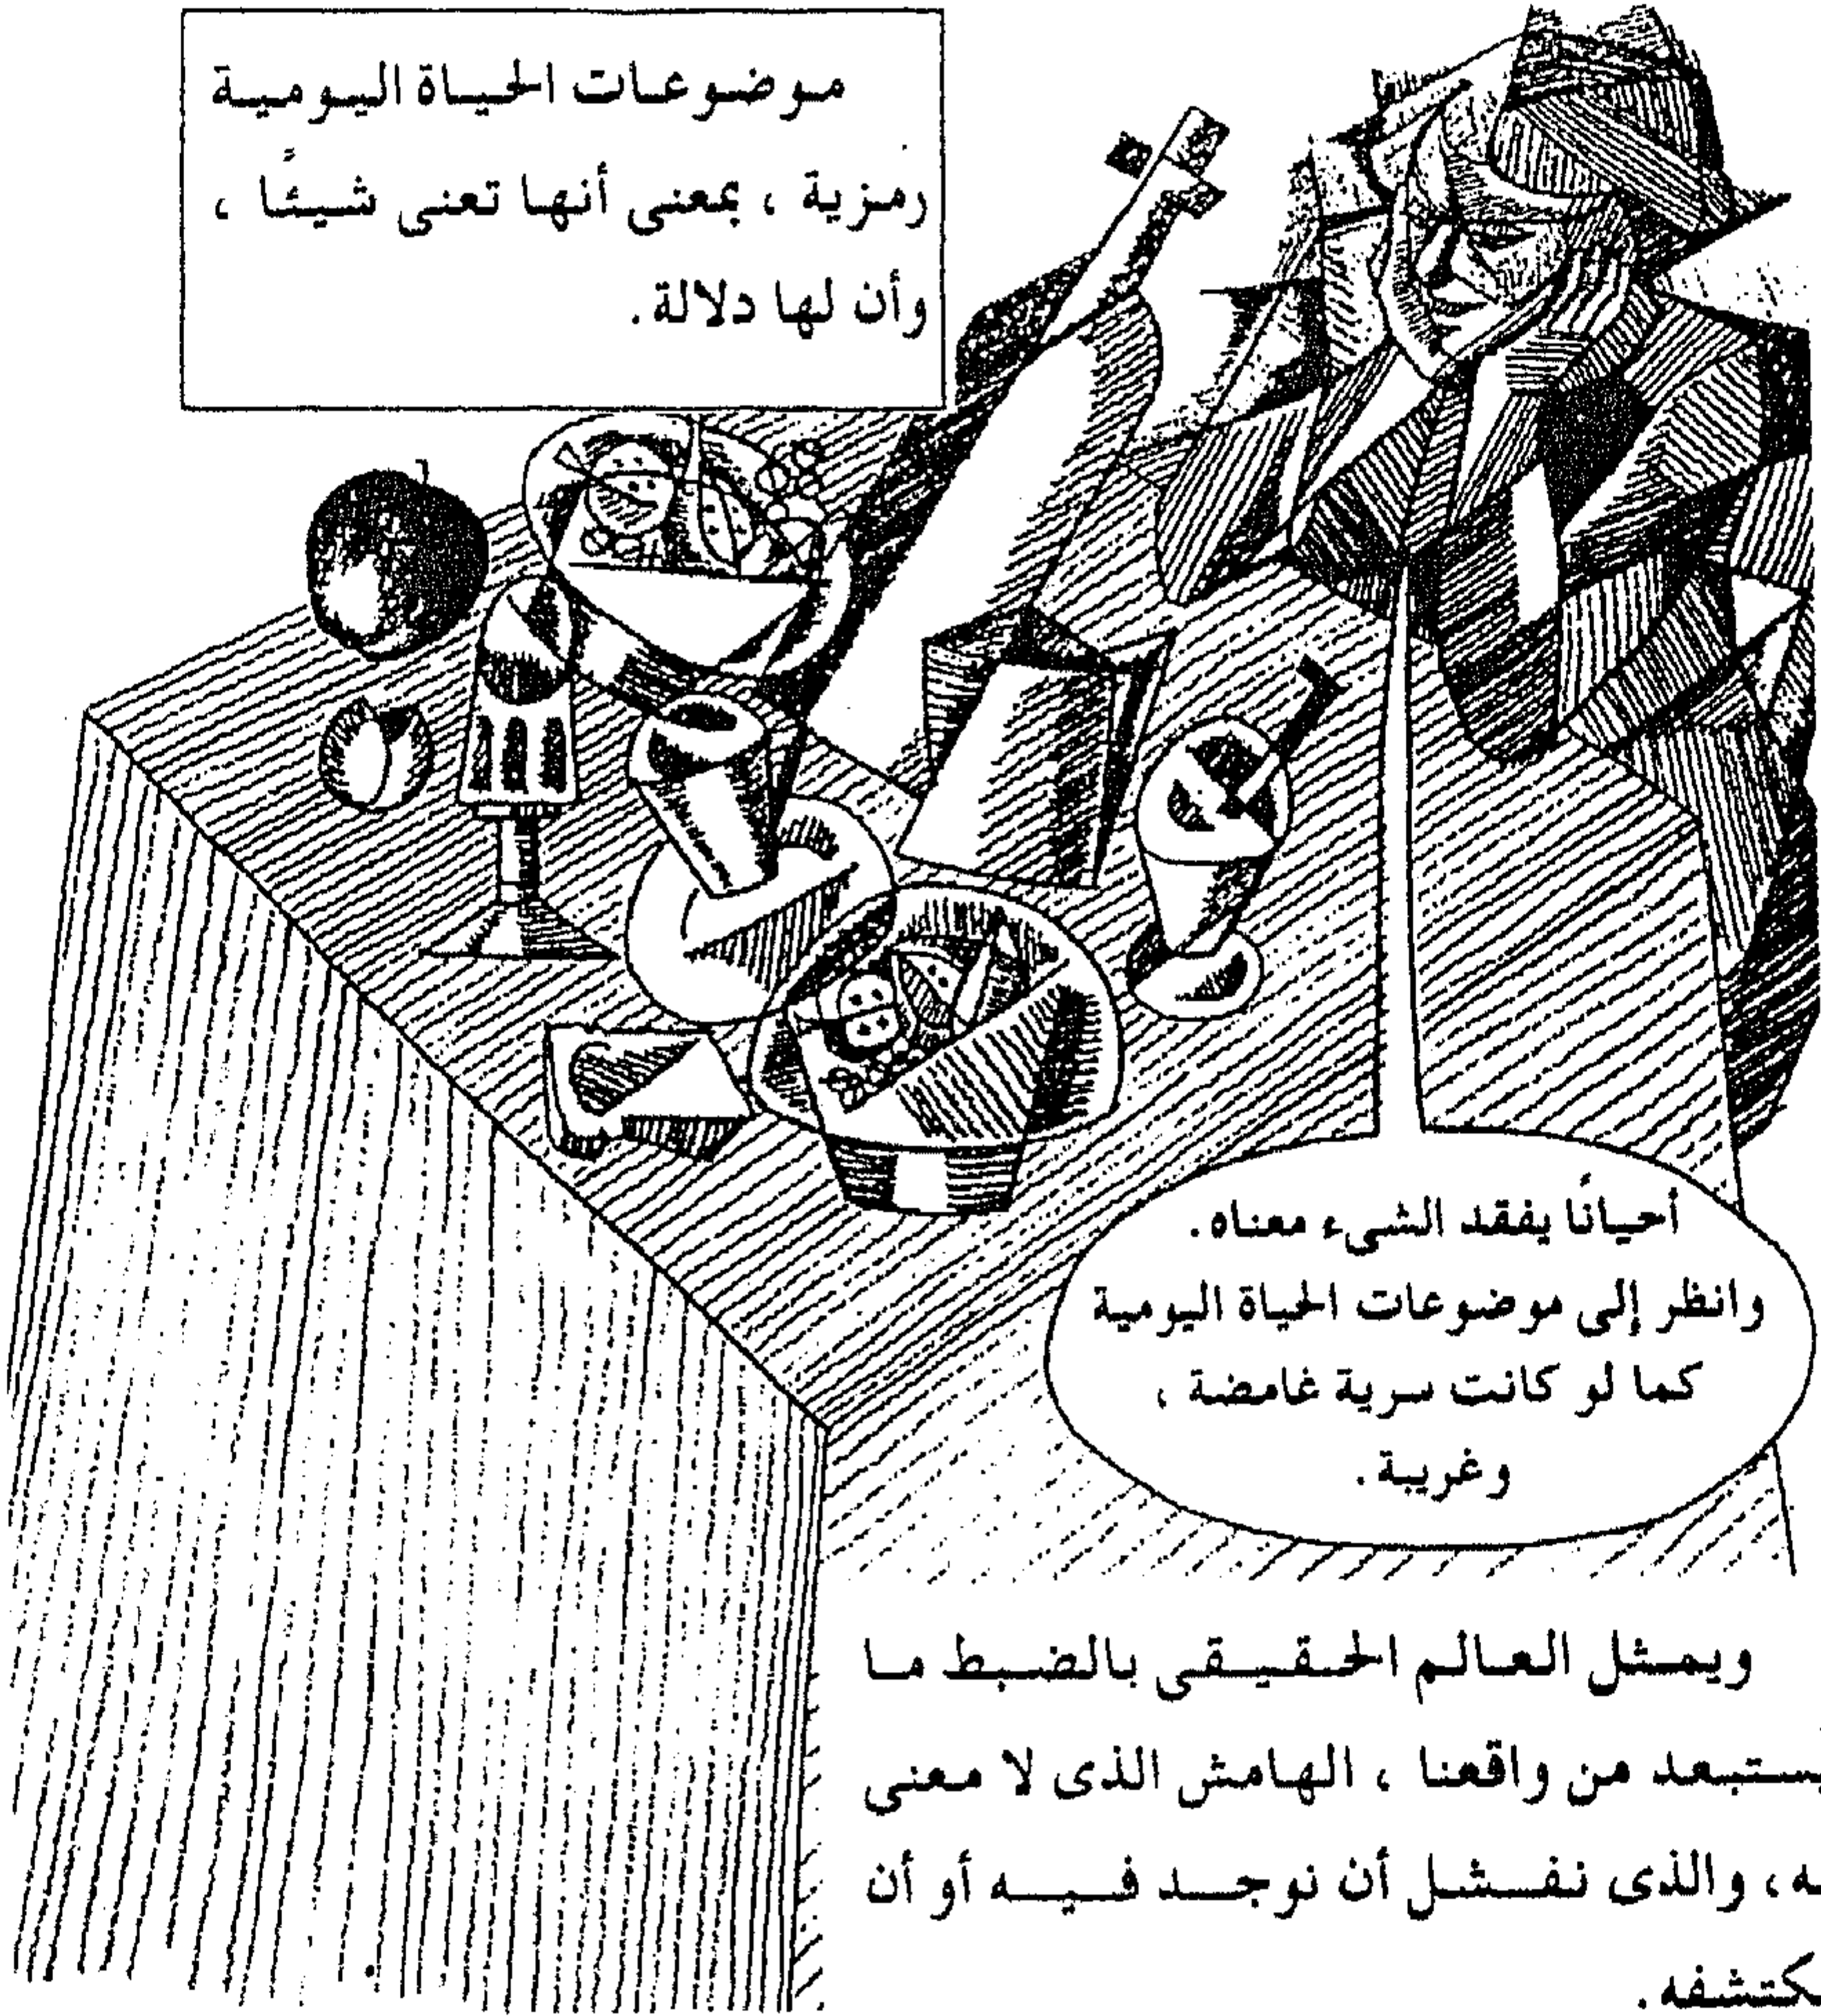 موضوعات الحياة اليومية
رمزية ، بمعنى أنها تعنى شيئًا ،
وأن لها دلالة.
أحيانًا يفقد الشىء معناه.
وانظر إلى موضوعات الحياة اليومية
كما لو كانت سرية غامضة ،
وغريبة.
ويمثل العالم الحقيقى بالضبط ما
يستبعد من واقعنا ، الهامش الذى لا معنى
، والذى نفشل أن نوجد فيه أو أن